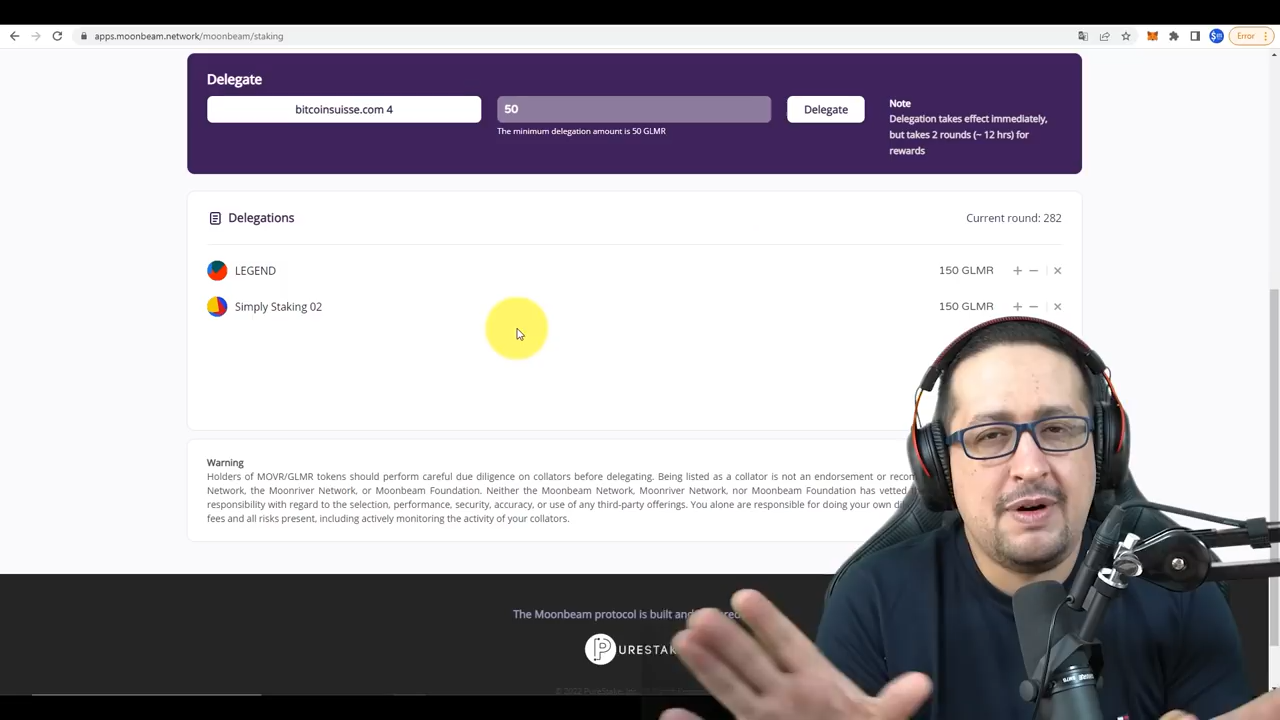 apps.moonbeam.network/moonbeam/staking
Error
Delegate
bitcoinsuisse.com 4
50
Delegate
The minimum delegation amount is 50 GLMR
Note
Delegation takes effect immediately,
but takes 2 rounds (~ 12 hrs) for
rewards
Delegations
Current round: 282
LEGEND
150 GLMR
Simply Staking 02
150 GLMR
Warning
Holders of MOVR/GLMR tokens should perform careful due diligence on collators before delegating. Being listed as a collator is not an endorsement or
Network, the Moonriver Network, or Moonbeam Foundation. Neither the Moonbeam Network, Moonriver Network, nor Moonbeam Foundation has vetted
responsibility with regard to the selection, performance, security, accuracy, or use of any third-party offerings. You alone are responsible for doing your own
fees and all risks present, including actively monitoring the activity of your collators.
The Moonbeam protocol is built and
PURESTAK